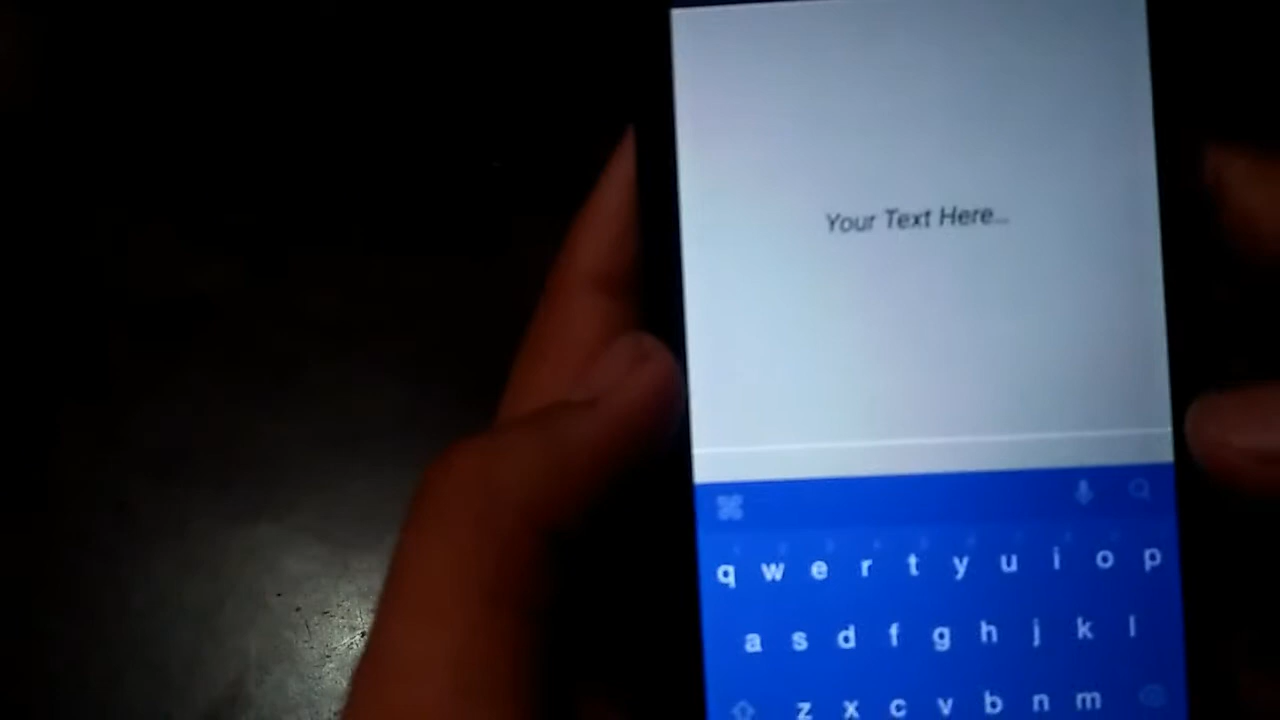 Your Text Here...
q w e r t y u i o p
a s d f g h j k l
z x c v b n m